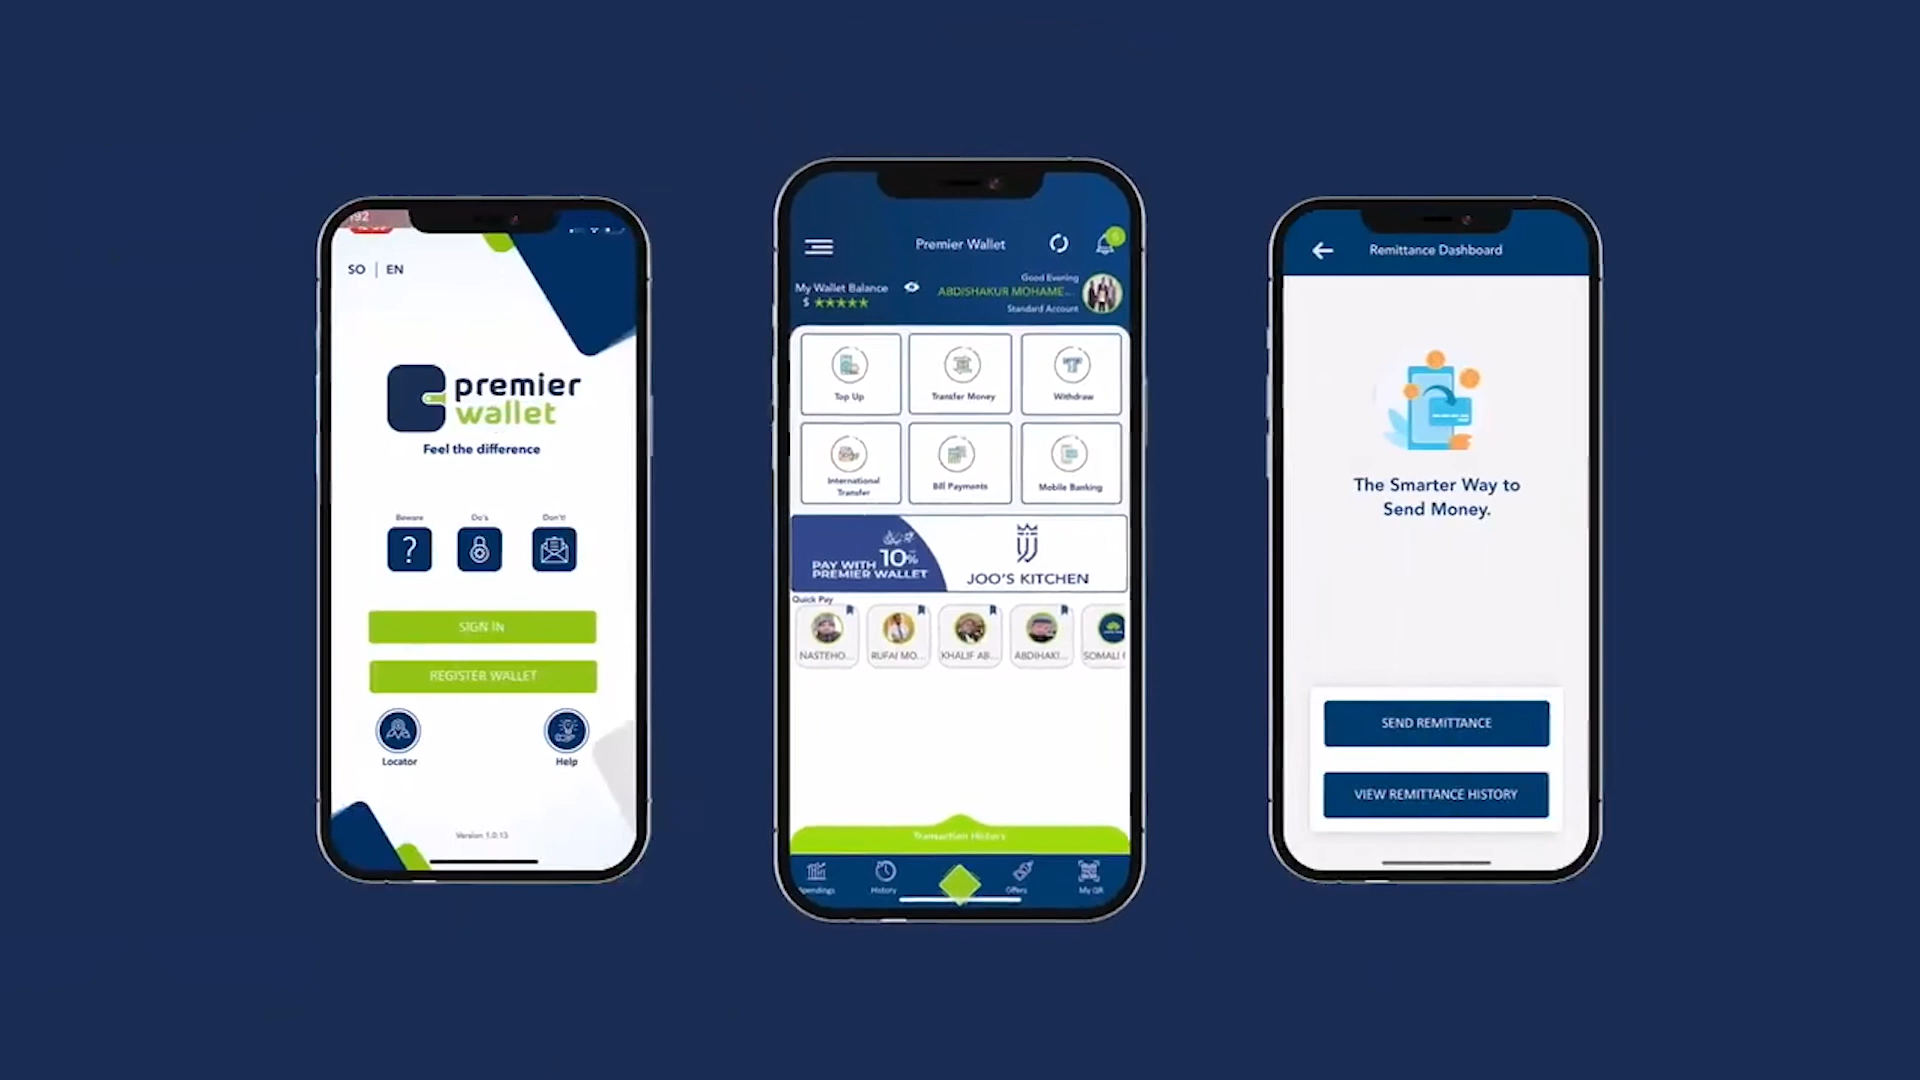 192
SO | EN
premier
wallet
Feel the difference
Beware
Do's
Don't!
?
SIGN IN
REGISTER WALLET
Locator
Help
Version 1.0.13
Premier Wallet
6
My Wallet Balance
$ ★★★★★
Good Evening
ABDISHAKUR MOHAME...
Standard Account
Top Up
Transfer Money
Withdraw
International
Transfer
Bill Payments
Mobile Banking
PAY WITH
PREMIER WALLET
10%
JOO'S KITCHEN
Quick Pay
NASTEHO...
RUFAI MO...
KHALIF AB...
ABDIHAKI...
SOMALI
Transaction History
Spendings
History
Offers
My QR
Remittance Dashboard
The Smarter Way to
Send Money.
SEND REMITTANCE
VIEW REMITTANCE HISTORY